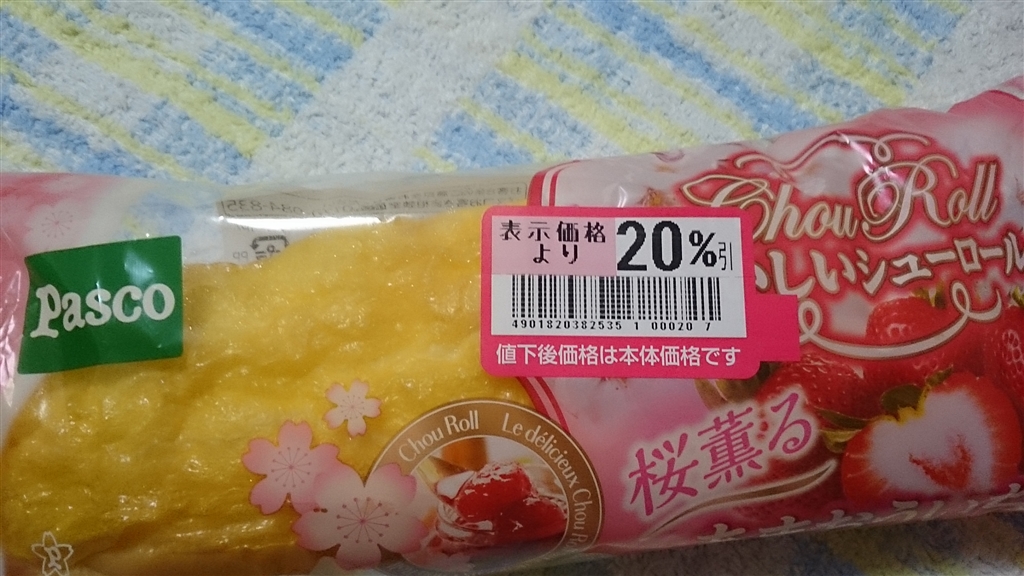 Pasco
表示価格
より
20%引
4901820382535 1 00020 7
値下後価格は本体価格です
Chou Roll
しいシューロール
Chou Roll Le délicieux Chou
桜薫る